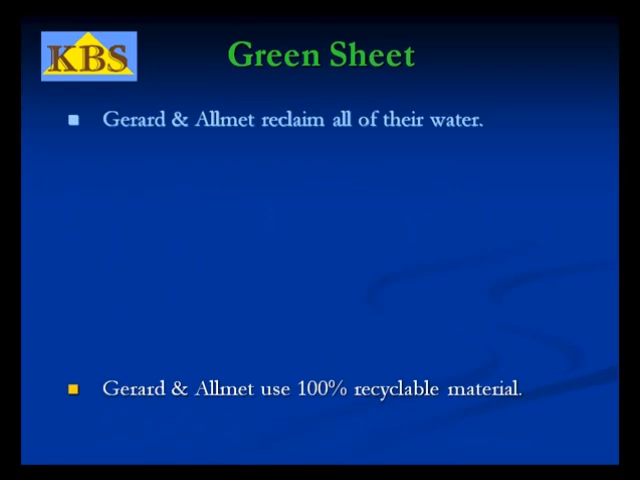 KBS
Green Sheet
Gerard & Allmet reclaim all of their water.
Gerard & Allmet use 100% recyclable material.